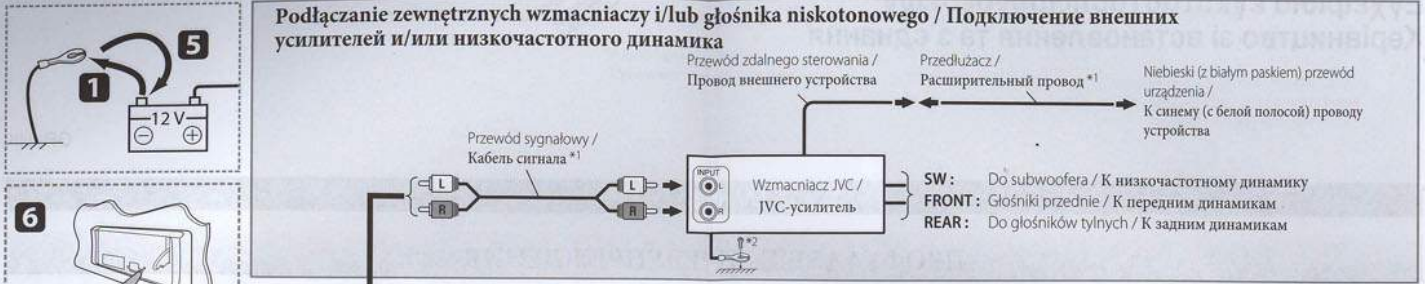 Podłączanie zewnętrznych wzmacniaczy i/lub głośnika niskotonowego / Подключение внешних
усилителей и/или низкочастотного динамика
5
1
12 V
6
Przewód zdalnego sterowania /
Провод внешнего устройства
Przedłużacz /
Расширительный провод *1
Niebieski (z białym paskiem) przewód
urządzenia /
К синему (с белой полосой) проводу
устройства
Przewód sygnałowy /
Кабель сигнала *1
L
R
L
R
INPUT
L
R
Wzmacniacz JVC /
JVC-усилитель
*2
SW : Do subwoofera / К низкочастотному динамику
FRONT : Głośniki przednie / К передним динамикам
REAR : Do głośników tylnych / К задним динамикам